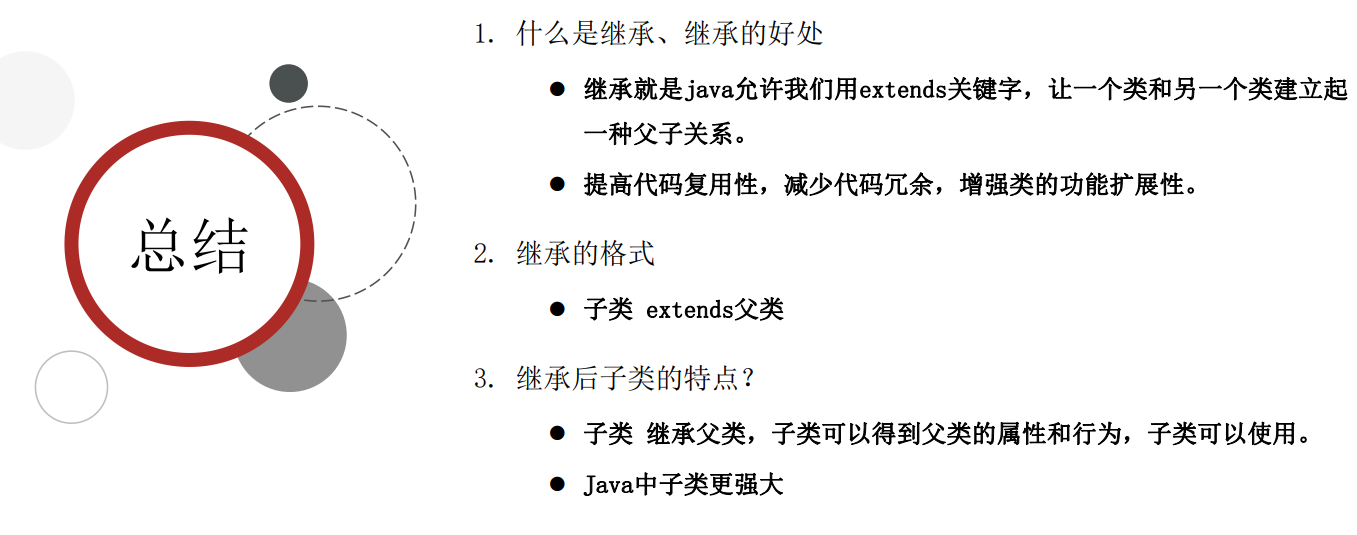 总结
1. 什么是继承、继承的好处
● 继承就是java允许我们用extends关键字，让一个类和另一个类建立起
一种父子关系。
● 提高代码复用性，减少代码冗余，增强类的功能扩展性。
2. 继承的格式
● 子类 extends父类
3. 继承后子类的特点?
● 子类 继承父类，子类可以得到父类的属性和行为，子类可以使用。
● Java中子类更强大